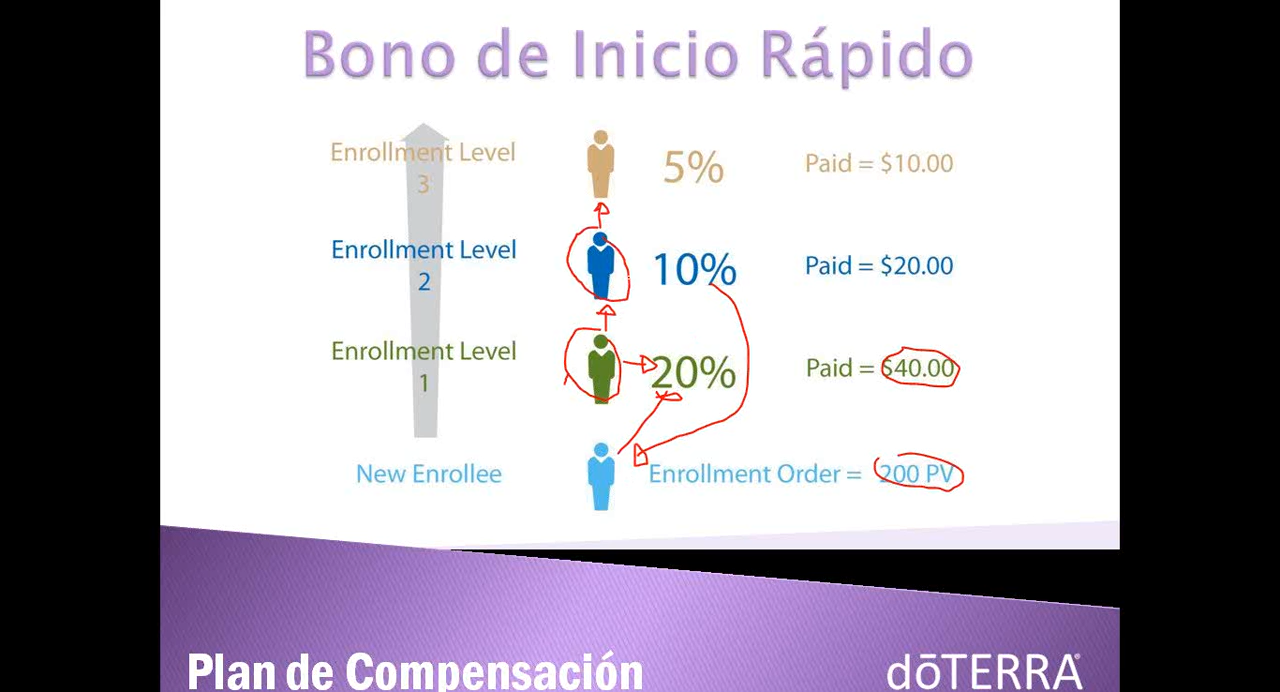 Bono de Inicio Rápido
Enrollment Level
3
5%
Paid = $10.00
Enrollment Level
2
10%
Paid = $20.00
Enrollment Level
1
20%
Paid = $40.00
New Enrollee
Enrollment Order = 200 PV
Plan de Compensación
dōTERRA®